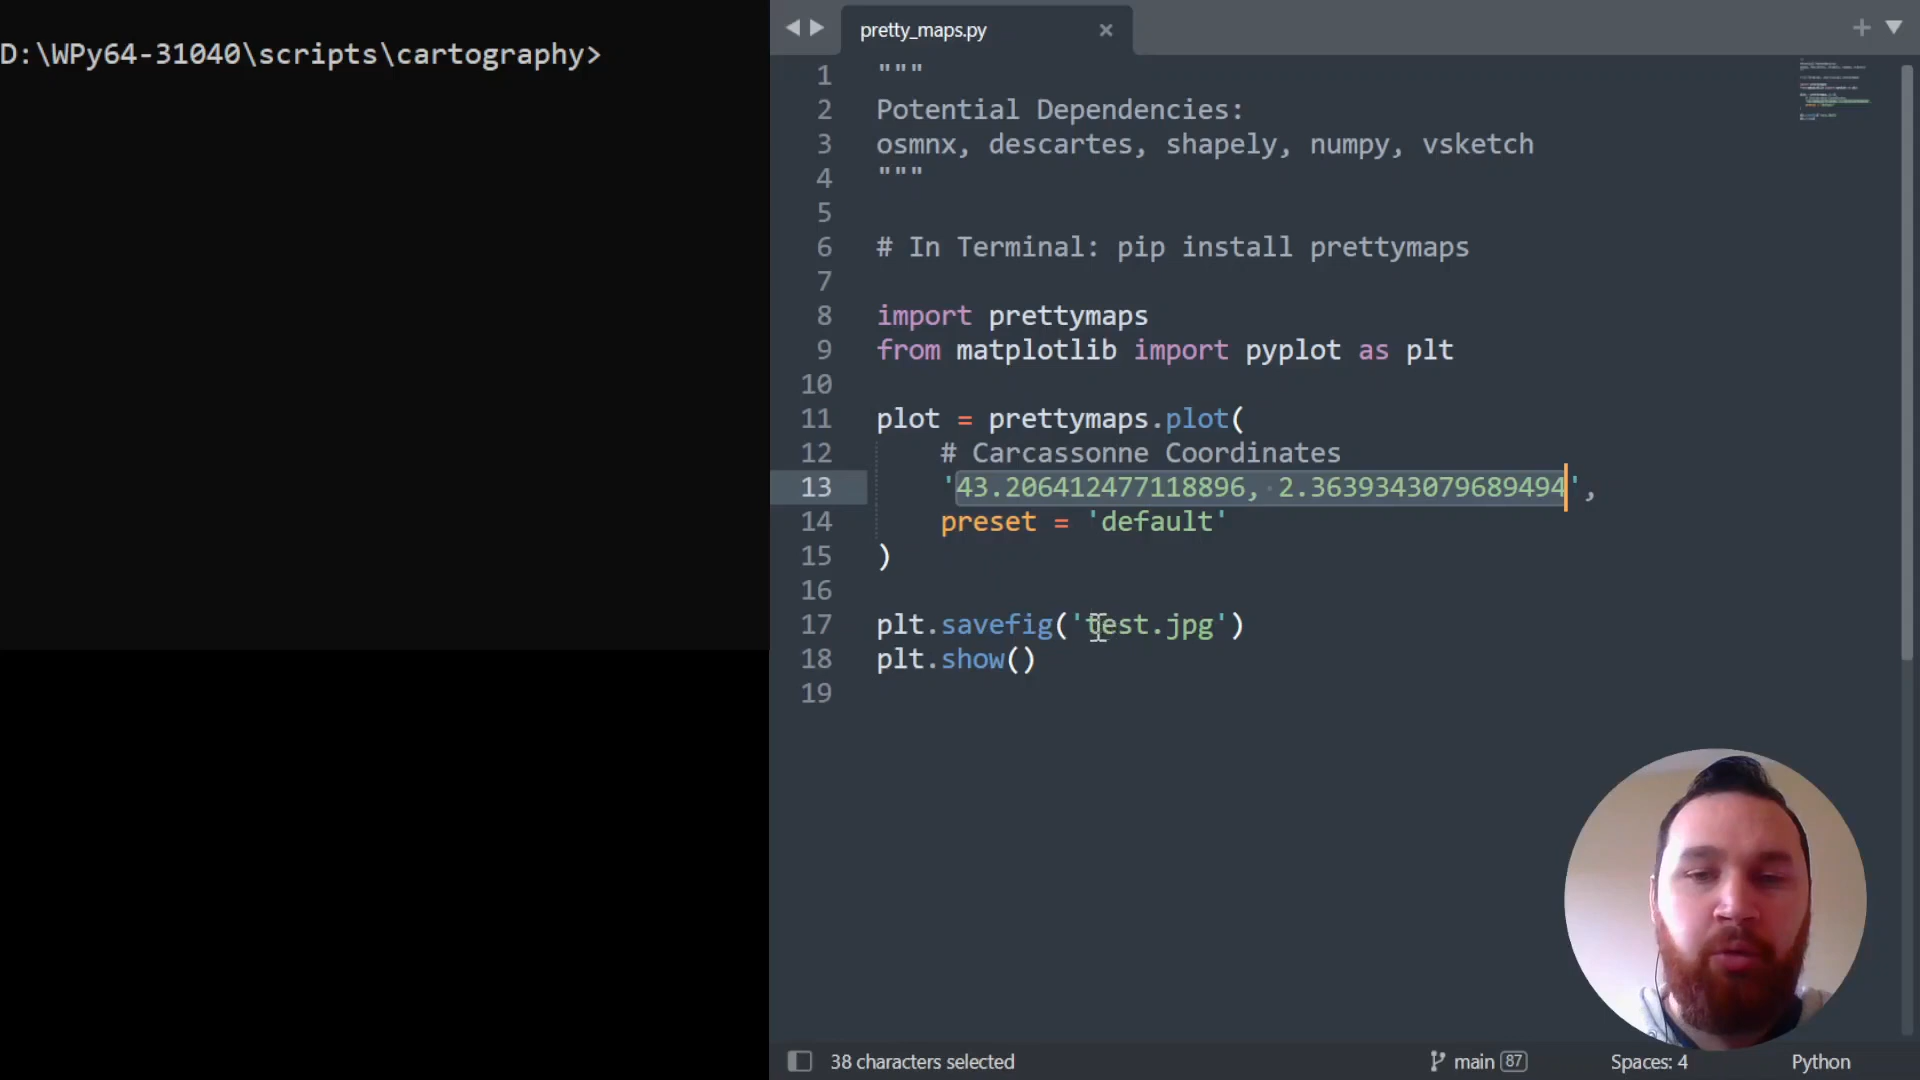 D:\WPy64-31040\scripts\cartography>
pretty_maps.py
1 """
2 Potential Dependencies:
3 osmnx, descartes, shapely, numpy, vsketch
4 """
5
6 # In Terminal: pip install prettymaps
7
8 import prettymaps
9 from matplotlib import pyplot as plt
10
11 plot = prettymaps.plot(
12 # Carcassonne Coordinates
13 '43.206412477118896, 2.3639343079689494',
14 preset = 'default'
15 )
16
17 plt.savefig('test.jpg')
18 plt.show()
19
38 characters selected
main 87
Spaces: 4
Python